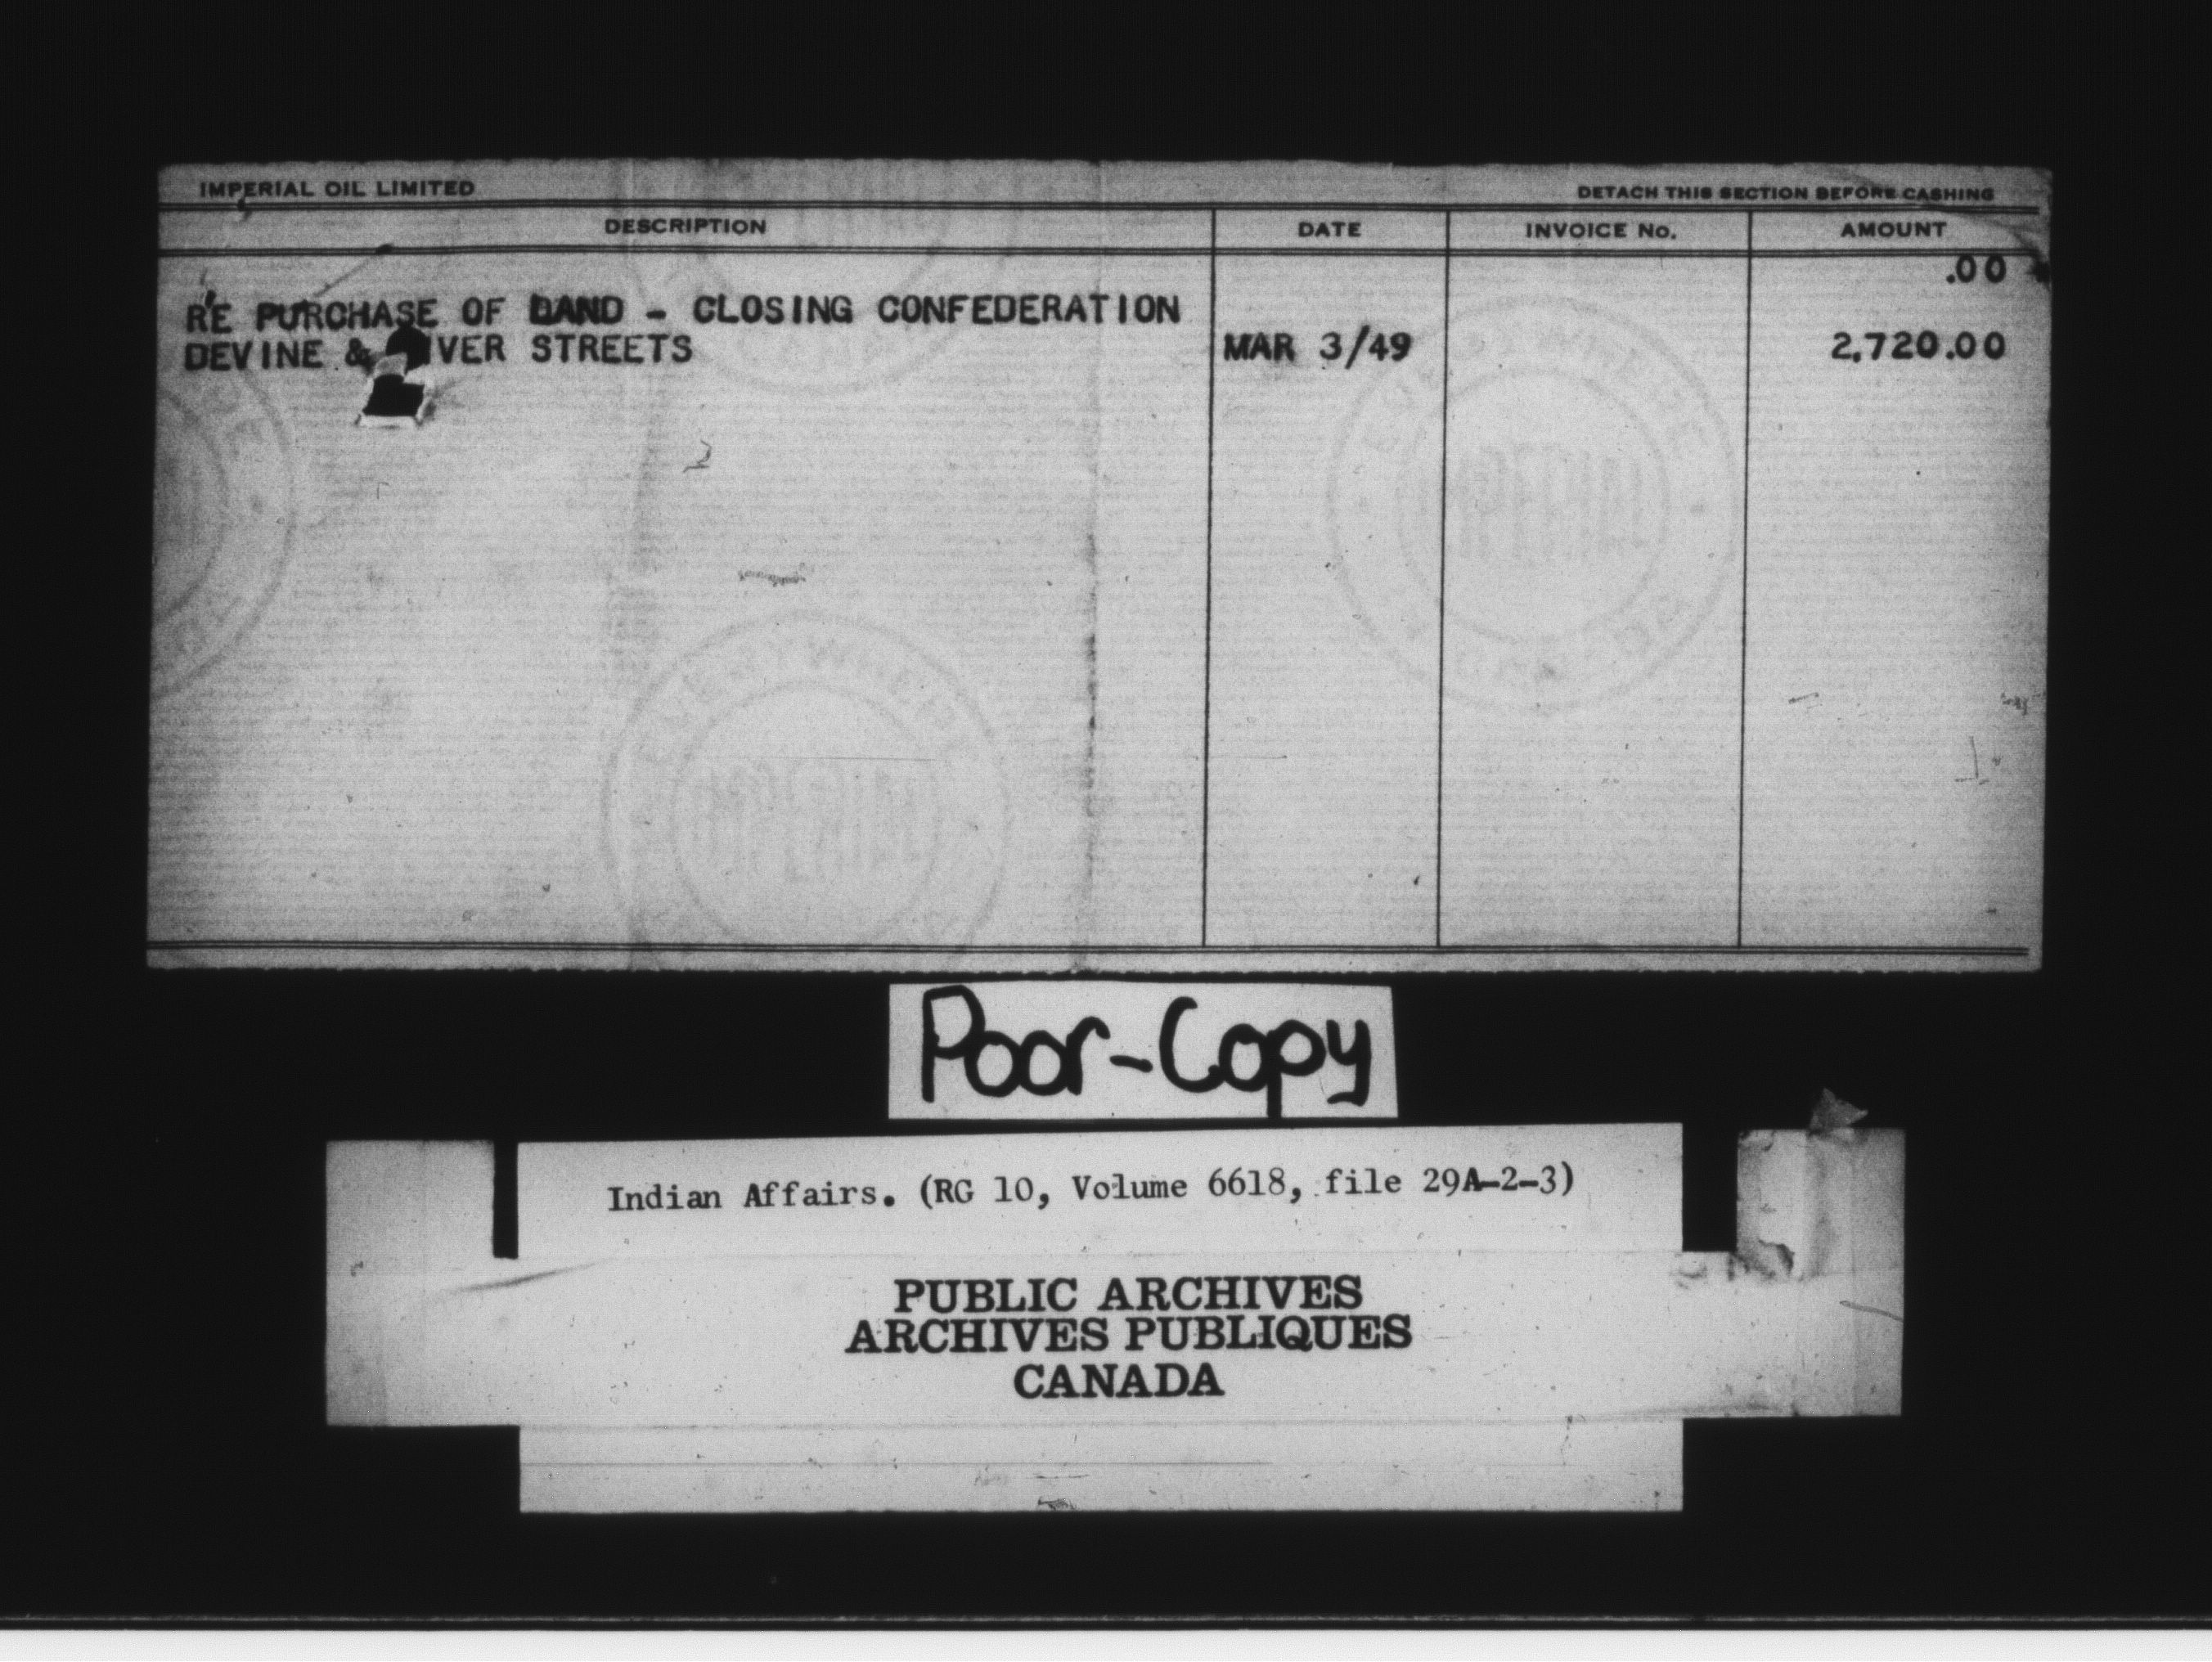 IMPERIAL OIL LIMITED DETACH THIS SECTION BEFORE CASHING
DESCRIPTION DATE INVOICE No. AMOUNT
.00
RE PURCHASE OF LAND - CLOSING CONFEDERATION
DEVINE & IVER STREETS MAR 3/49 2,720.00
Poor-Copy
Indian Affairs. (RG 10, Volume 6618, file 29A-2-3)
PUBLIC ARCHIVES
ARCHIVES PUBLIQUES
CANADA